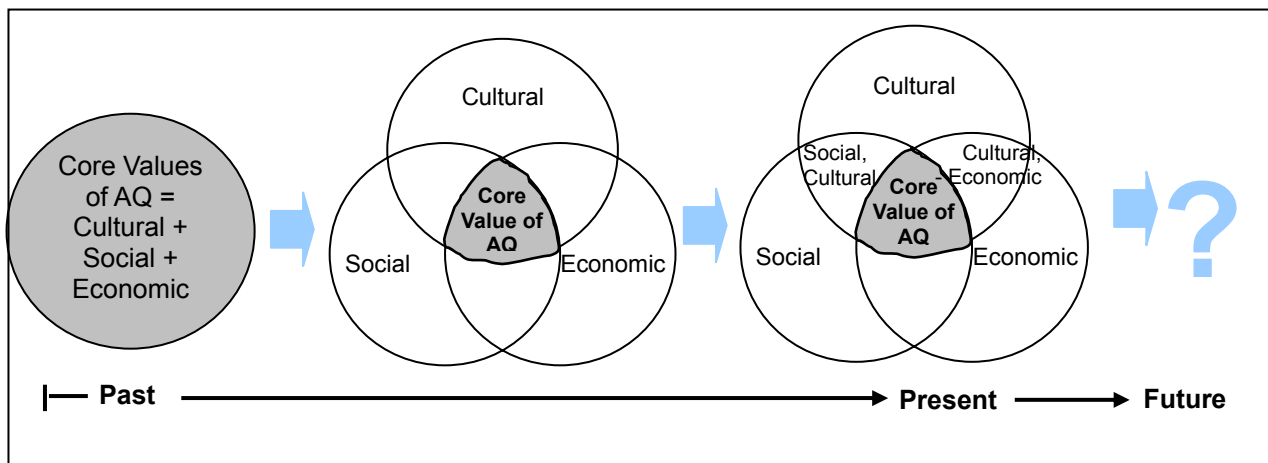 Core Values
of AQ =
Cultural +
Social +
Economic
Cultural
Core
Value of
AQ
Social
Economic
Cultural
Social,
Cultural
Cultural,
- Economic
Core
Value of
AQ
Social
Economic
?
Past
Present
Future